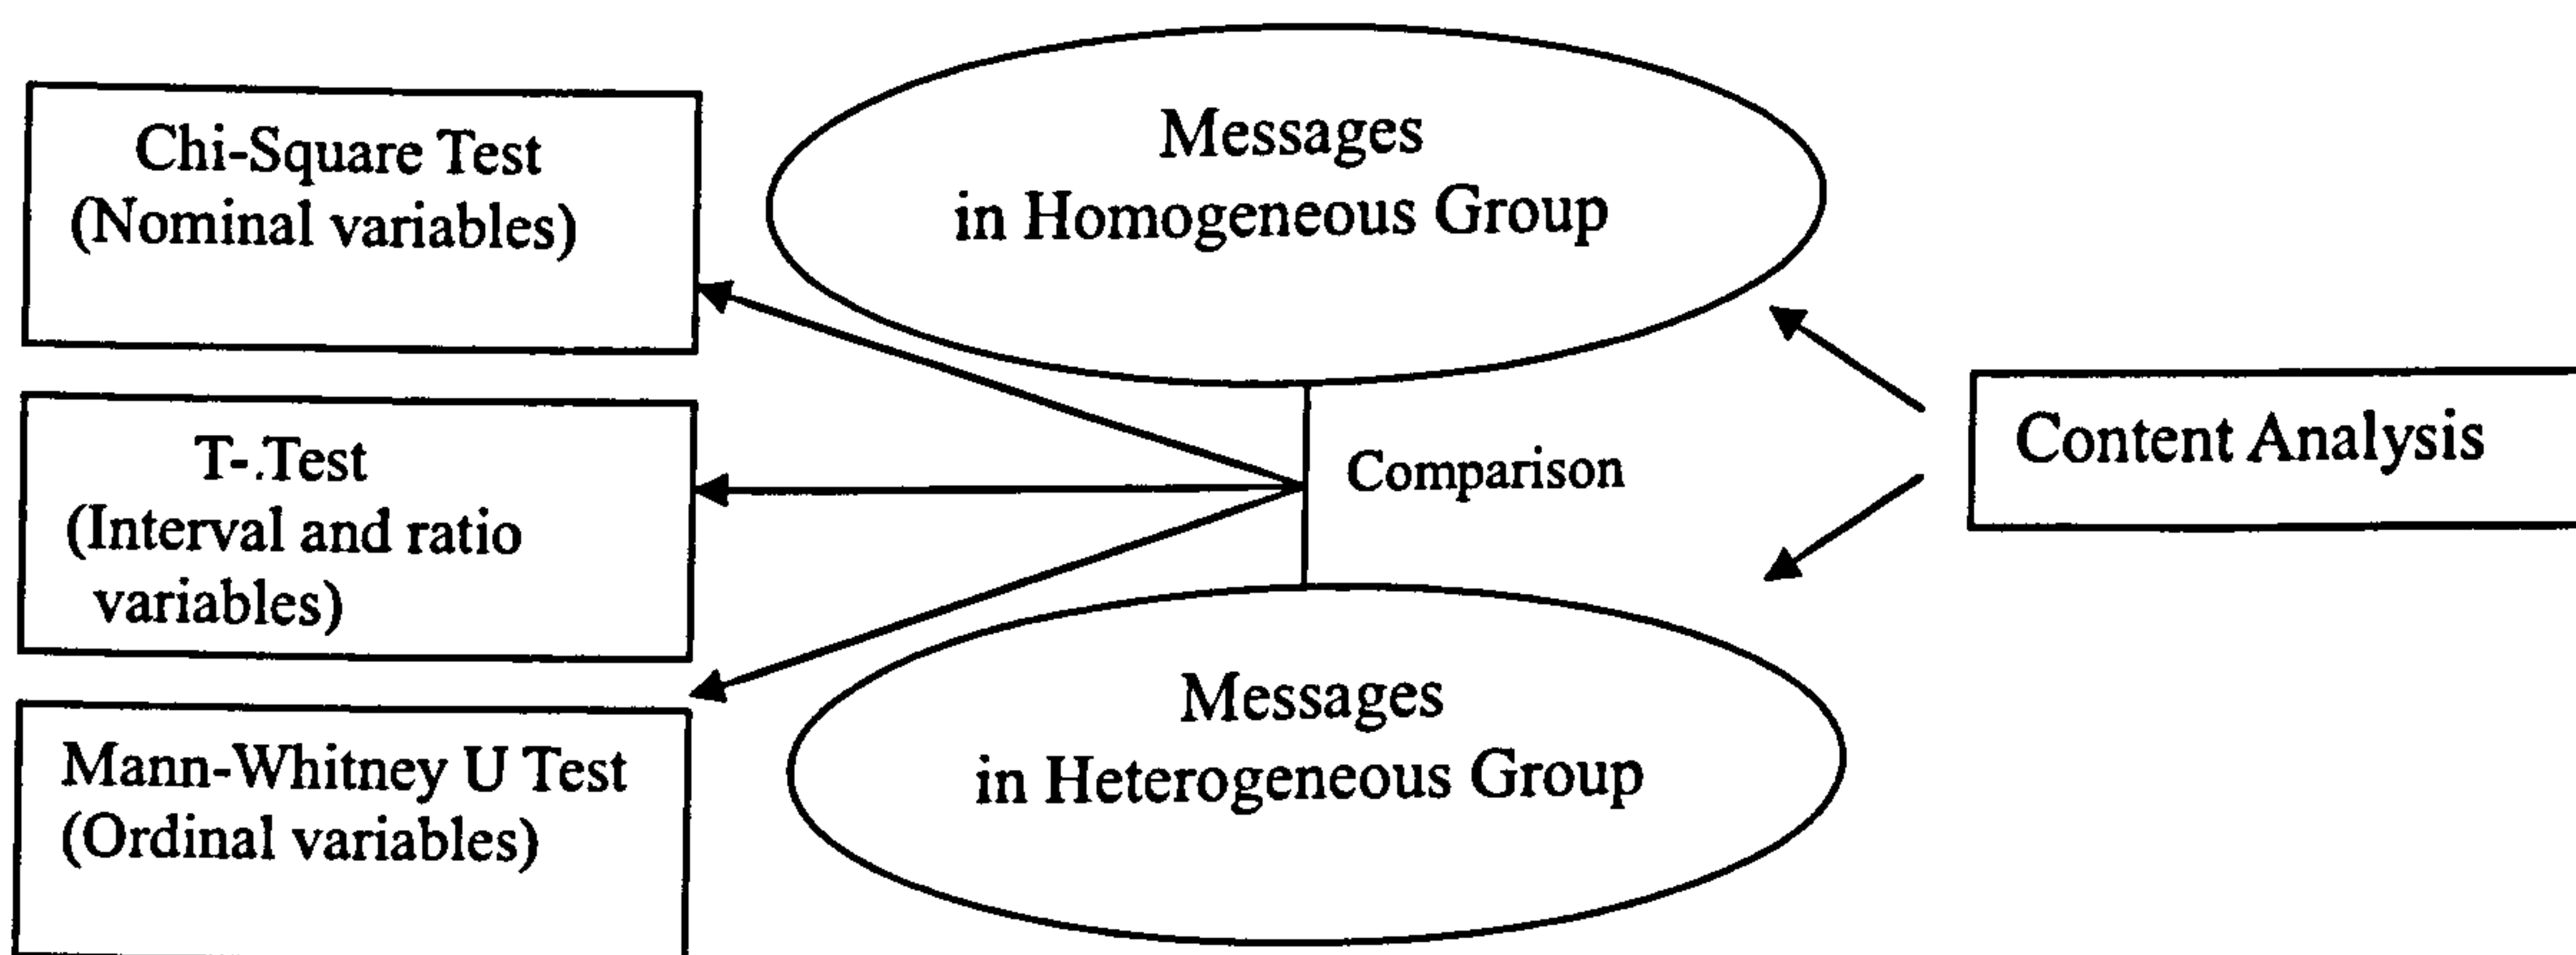 Chi-Square Test
(Nominal variables)
T-.Test
(Interval and ratio
variables)
Mann-Whitney U Test
(Ordinal variables)
Messages
in Homogeneous Group
Comparison
Messages
in Heterogeneous Group
Content Analysis